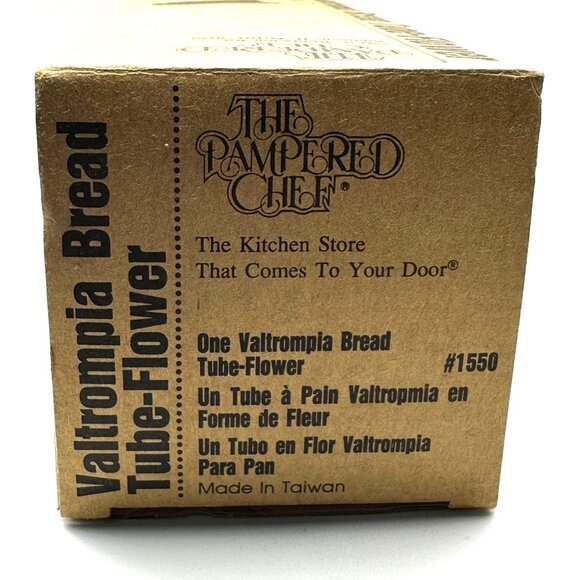 Valtrompia Bread
Tube-Flower
THE
PAMPERED
CHEF®
The Kitchen Store
That Comes To Your Door®
One Valtrompia Bread
Tube-Flower #1550
Un Tube à Pain Valtropmia en
Forme de Fleur
Un Tubo en Flor Valtrompia
Para Pan
Made In Taiwan